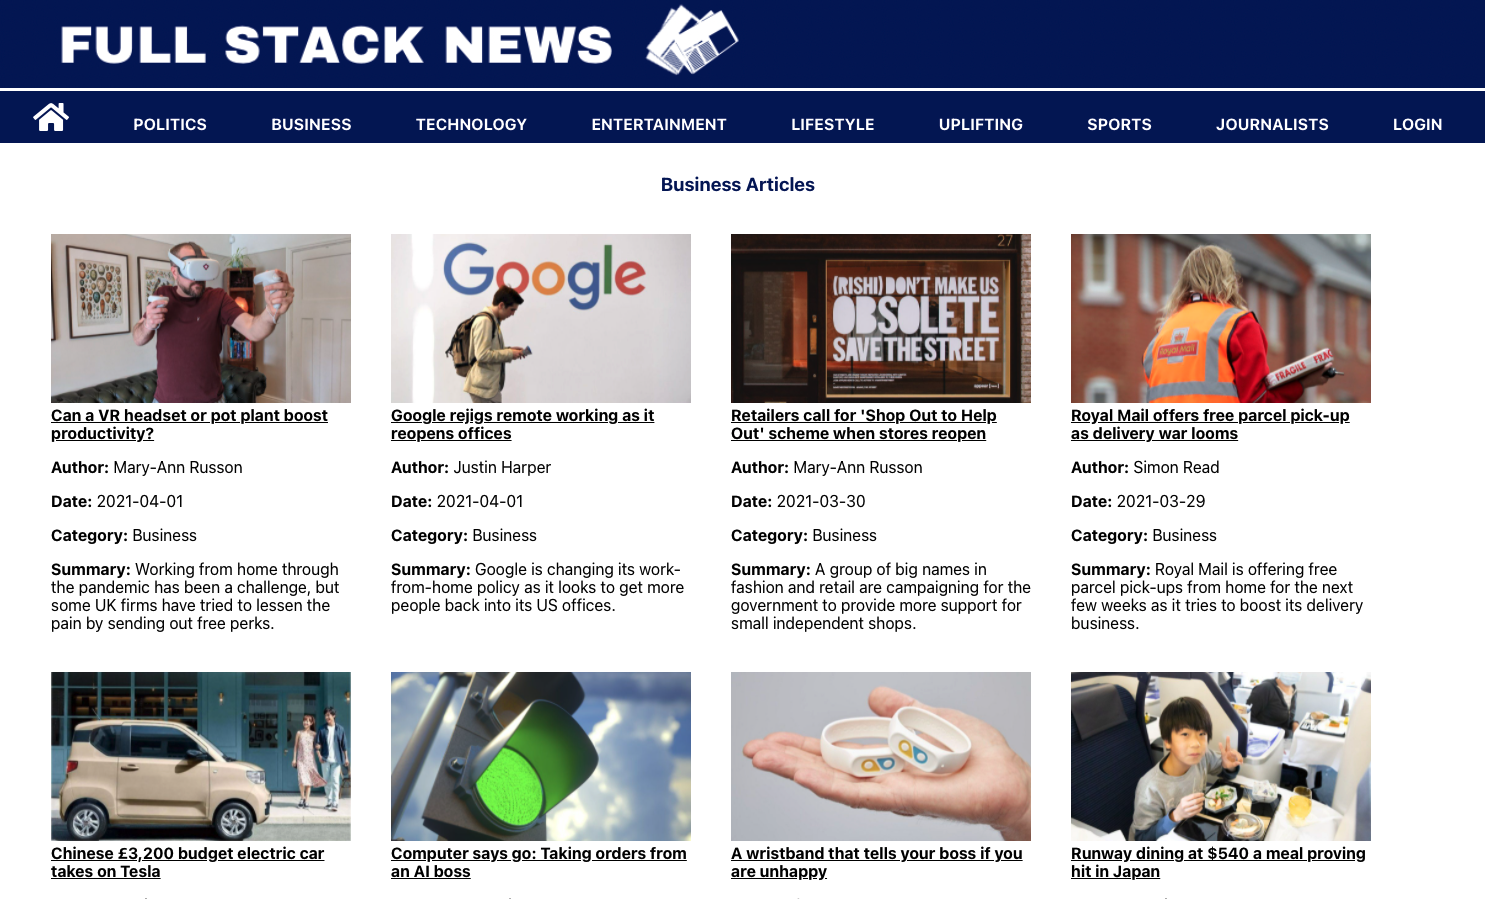 FULL STACK NEWS
POLITICS BUSINESS TECHNOLOGY ENTERTAINMENT LIFESTYLE UPLIFTING SPORTS JOURNALISTS LOGIN
Business Articles
Google
27
(RISHI) DON'T MAKE US
OBSOLETE
SAVE THE STREET
Royal Mail
FRAGILE FRAG
Can a VR headset or pot plant boost
productivity?
Author: Mary-Ann Russon
Date: 2021-04-01
Category: Business
Summary: Working from home through
the pandemic has been a challenge, but
some UK firms have tried to lessen the
pain by sending out free perks.
Google rejigs remote working as it
reopens offices
Author: Justin Harper
Date: 2021-04-01
Category: Business
Summary: Google is changing its work-
from-home policy as it looks to get more
people back into its US offices.
Retailers call for 'Shop Out to Help
Out' scheme when stores reopen
Author: Mary-Ann Russon
Date: 2021-03-30
Category: Business
Summary: A group of big names in
fashion and retail are campaigning for the
government to provide more support for
small independent shops.
Royal Mail offers free parcel pick-up
as delivery war looms
Author: Simon Read
Date: 2021-03-29
Category: Business
Summary: Royal Mail is offering free
parcel pick-ups from home for the next
few weeks as it tries to boost its delivery
business.
Chinese £3,200 budget electric car
takes on Tesla
Computer says go: Taking orders from
an AI boss
A wristband that tells your boss if you
are unhappy
Runway dining at $540 a meal proving
hit in Japan